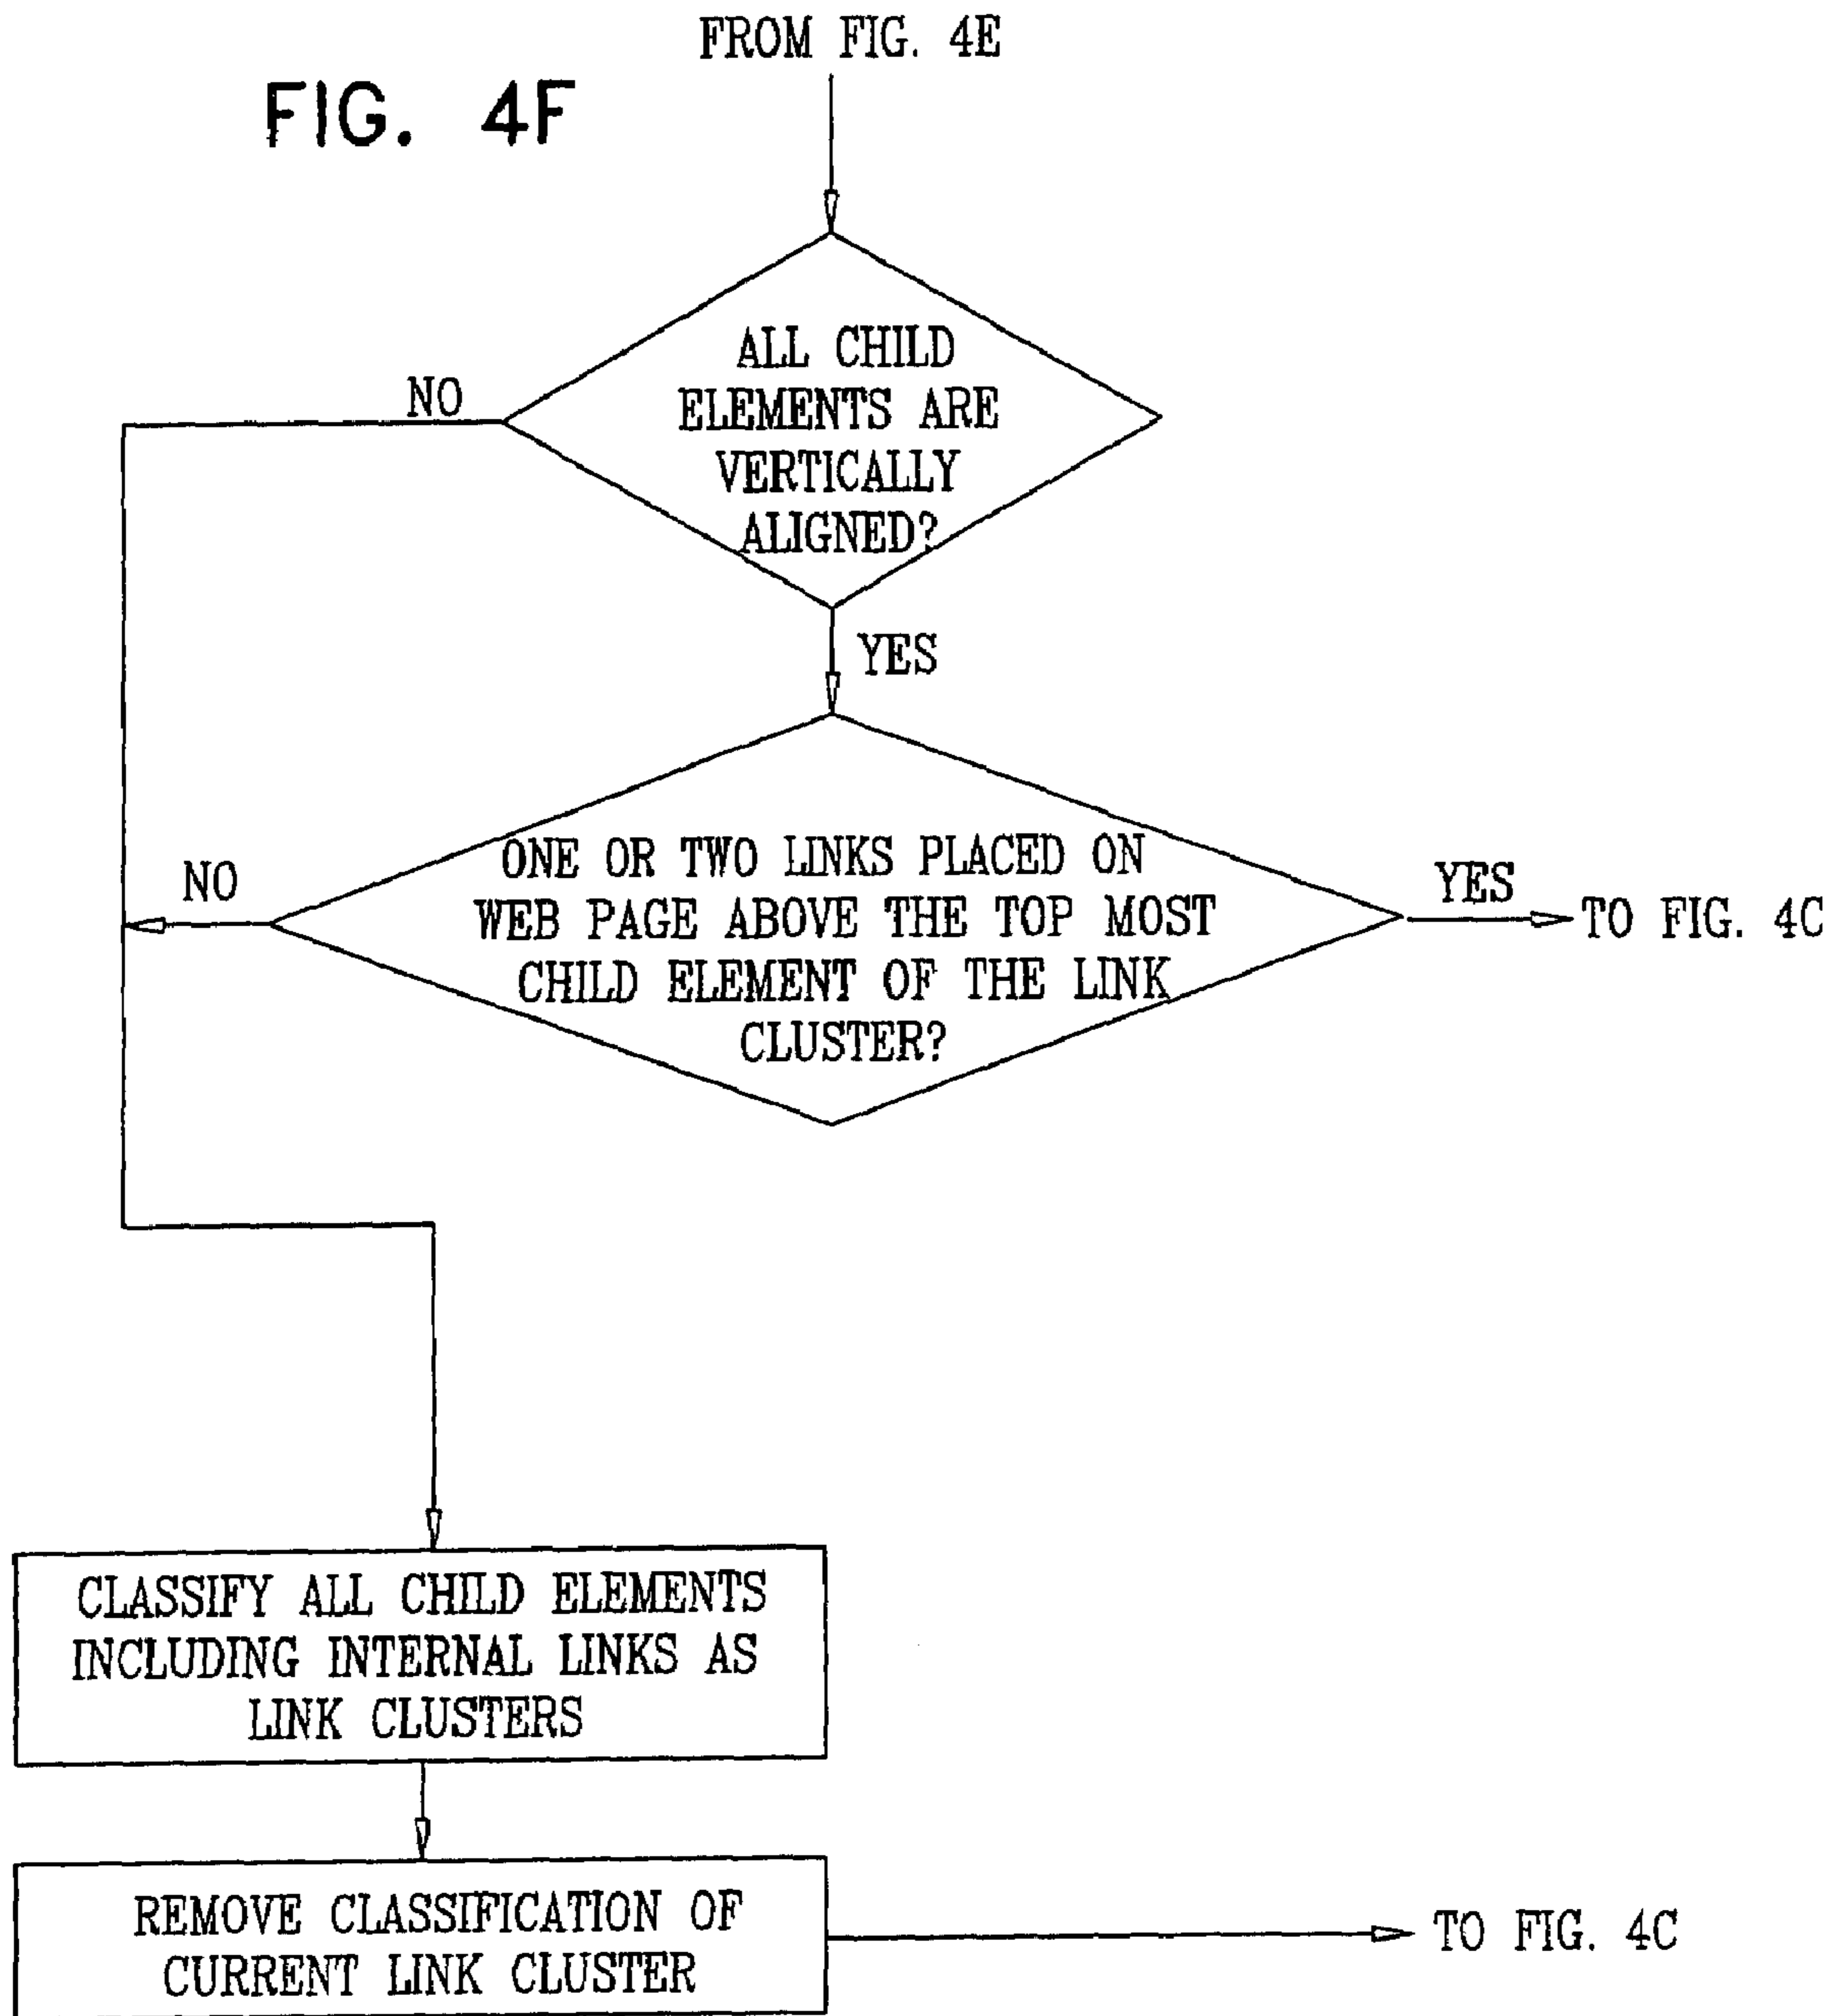 FROM FIG. 4E
FIG. 4F
ALL CHILD
ELEMENTS ARE
VERTICALLY
ALIGNED?
NO
YES
ONE OR TWO LINKS PLACED ON
WEB PAGE ABOVE THE TOP MOST
CHILD ELEMENT OF THE LINK
CLUSTER?
NO
YES
TO FIG. 4C
CLASSIFY ALL CHILD ELEMENTS
INCLUDING INTERNAL LINKS AS
LINK CLUSTERS
REMOVE CLASSIFICATION OF
CURRENT LINK CLUSTER
TO FIG. 4C